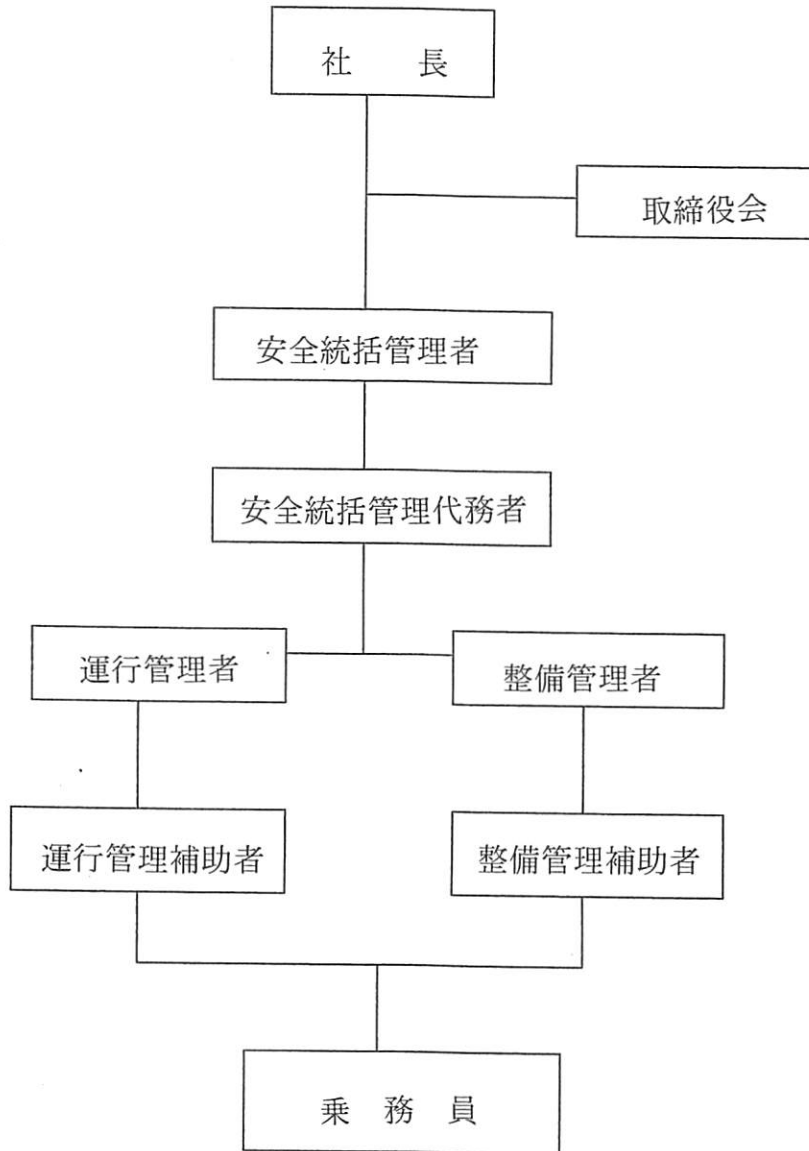 社　　長
取締役会
安全統括管理者
安全統括管理代務者
運行管理者
整備管理者
運行管理補助者
整備管理補助者
乗　務　員